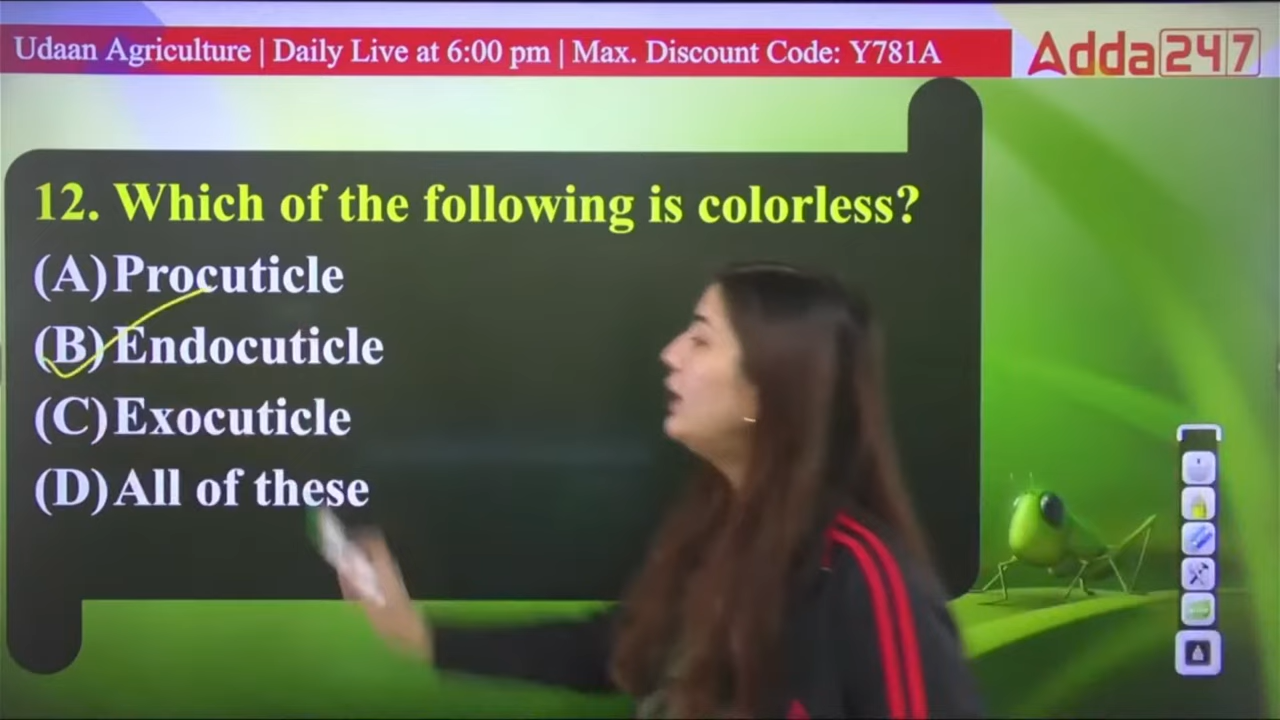 Udaan Agriculture | Daily Live at 6:00 pm | Max. Discount Code: Y781A
Adda247
12. Which of the following is colorless?
(A) Procuticle
(B) Endocuticle
(C) Exocuticle
(D) All of these